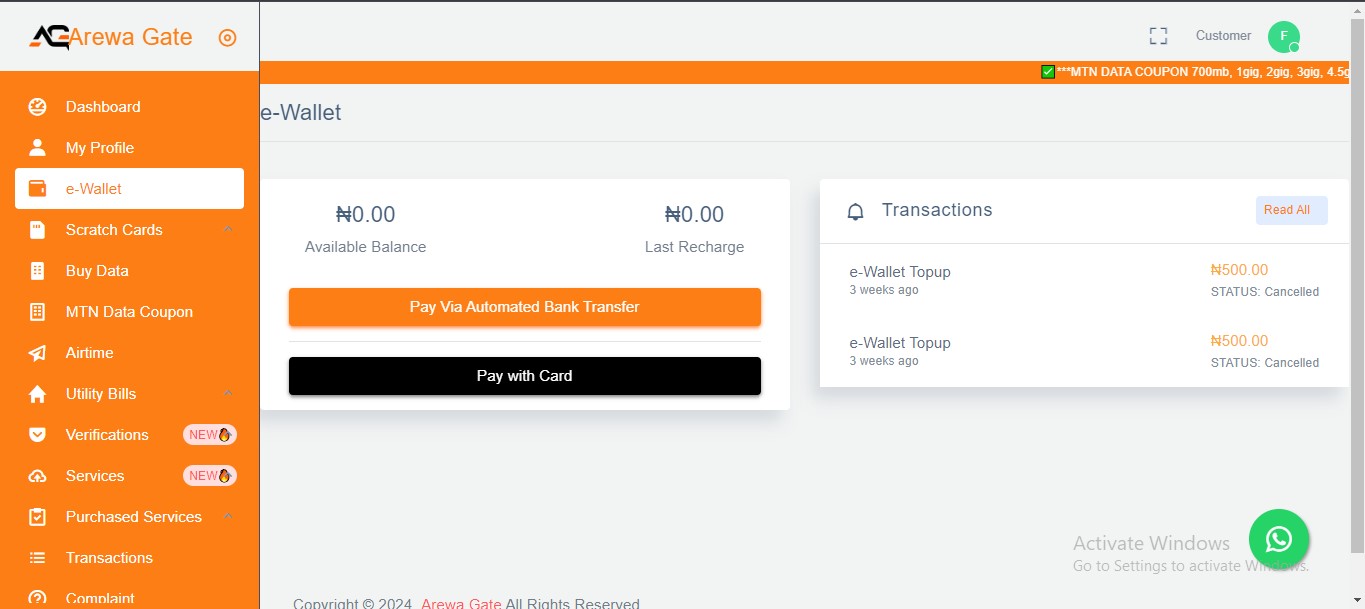 Arewa Gate
Customer
F
***MTN DATA COUPON 700mb, 1gig, 2gig, 3gig, 4.5g
Dashboard
My Profile
e-Wallet
Scratch Cards
Buy Data
MTN Data Coupon
Airtime
Utility Bills
Verifications NEW
Services NEW
Purchased Services
Transactions
Complaint
e-Wallet
₦0.00
Available Balance
₦0.00
Last Recharge
Pay Via Automated Bank Transfer
Pay with Card
Transactions
Read All
e-Wallet Topup
₦500.00
3 weeks ago
STATUS: Cancelled
e-Wallet Topup
₦500.00
3 weeks ago
STATUS: Cancelled
Activate Windows
Go to Settings to activate Windows.
Copyright © 2024 Arewa Gate All Rights Reserved